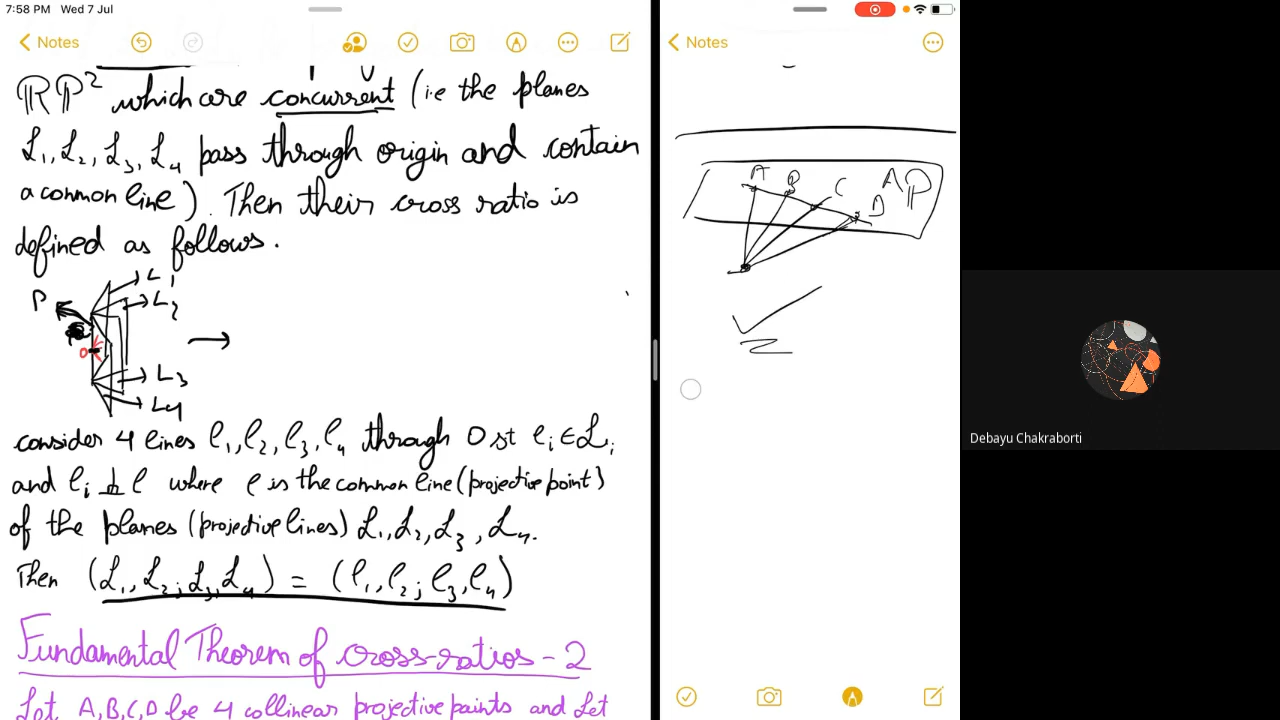 7:58 PM Wed 7 Jul
Notes
ℝℙ² which are concurrent (i.e the planes
L₁, L₂, L₃, L₄ pass through origin and contain
a common line). Then their cross ratio is
defined as follows.
L₁
P
L₂
O
L₃
L₄
consider 4 lines l₁, l₂, l₃, l₄ through O st lᵢ ∈ Lᵢ
and lᵢ ⊥ l where l is the common line (projective point)
of the planes (projective lines) L₁, L₂, L₃, L₄.
Then (L₁, L₂; L₃, L₄) = (l₁, l₂; l₃, l₄)
Fundamental Theorem of cross-ratios - 2
Let A, B, C, D be 4 collinear projective points and Let
Notes
A B C D Aℙ
Debayu Chakraborti